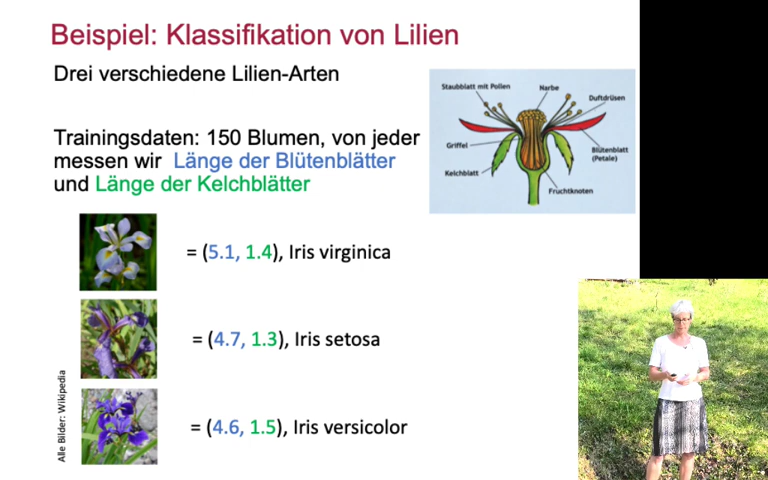 Beispiel: Klassifikation von Lilien
Drei verschiedene Lilien-Arten
Trainingsdaten: 150 Blumen, von jeder
messen wir Länge der Blütenblätter
und Länge der Kelchblätter
Staubblatt mit Pollen
Narbe
Duftdrüsen
Griffel
Blütenblatt
(Petale)
Kelchblatt
Fruchtknoten
= (5.1, 1.4), Iris virginica
= (4.7, 1.3), Iris setosa
= (4.6, 1.5), Iris versicolor
Alle Bilder: Wikipedia